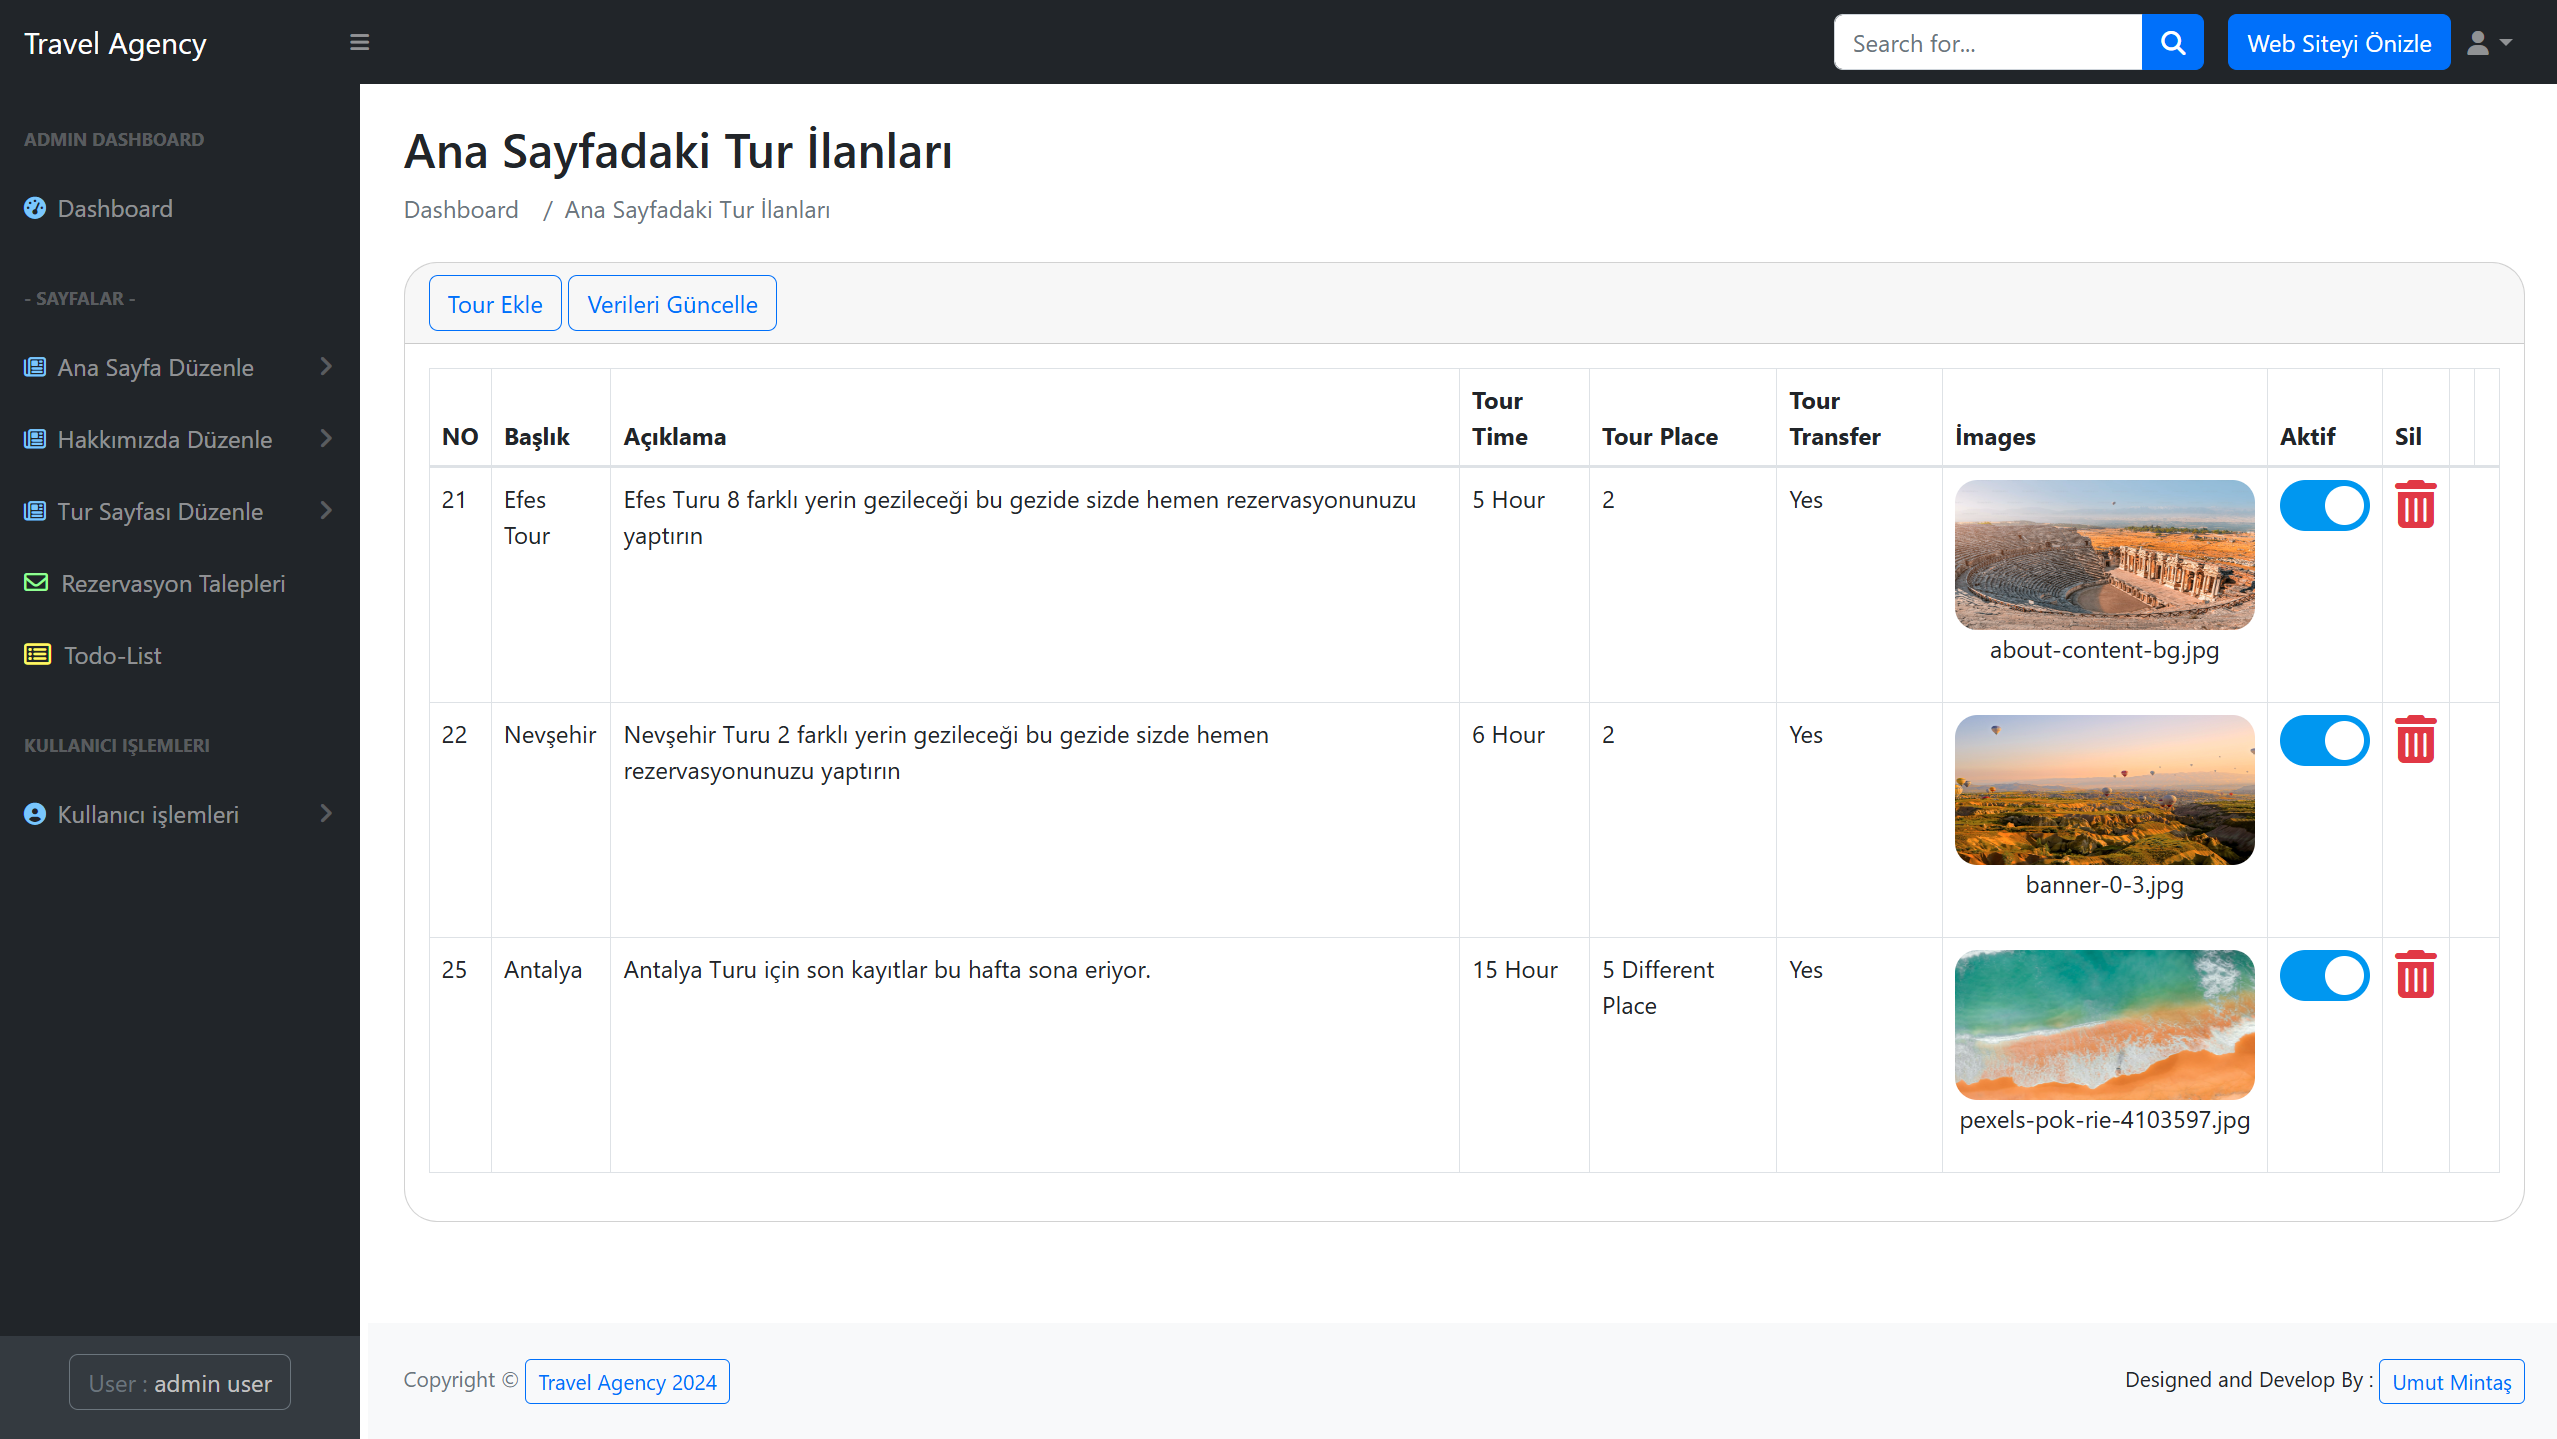 Travel Agency
Search for...
Web Siteyi Önizle
ADMIN DASHBOARD
Dashboard
- SAYFALAR -
Ana Sayfa Düzenle
Hakkımızda Düzenle
Tur Sayfası Düzenle
Rezervasyon Talepleri
Todo-List
KULLANICI IŞLEMLERI
Kullanıcı işlemleri
User : admin user
Ana Sayfadaki Tur İlanları
Dashboard / Ana Sayfadaki Tur İlanları
Tour Ekle Verileri Güncelle
NO Başlık Açıklama Tour Time Tour Place Tour Transfer İmages Aktif Sil
21 Efes Tour Efes Turu 8 farklı yerin gezileceği bu gezide sizde hemen rezervasyonunuzu yaptırın 5 Hour 2 Yes
about-content-bg.jpg
22 Nevşehir Nevşehir Turu 2 farklı yerin gezileceği bu gezide sizde hemen rezervasyonunuzu yaptırın 6 Hour 2 Yes
banner-0-3.jpg
25 Antalya Antalya Turu için son kayıtlar bu hafta sona eriyor. 15 Hour 5 Different Place Yes
pexels-pok-rie-4103597.jpg
Copyright © Travel Agency 2024
Designed and Develop By : Umut Mintaş